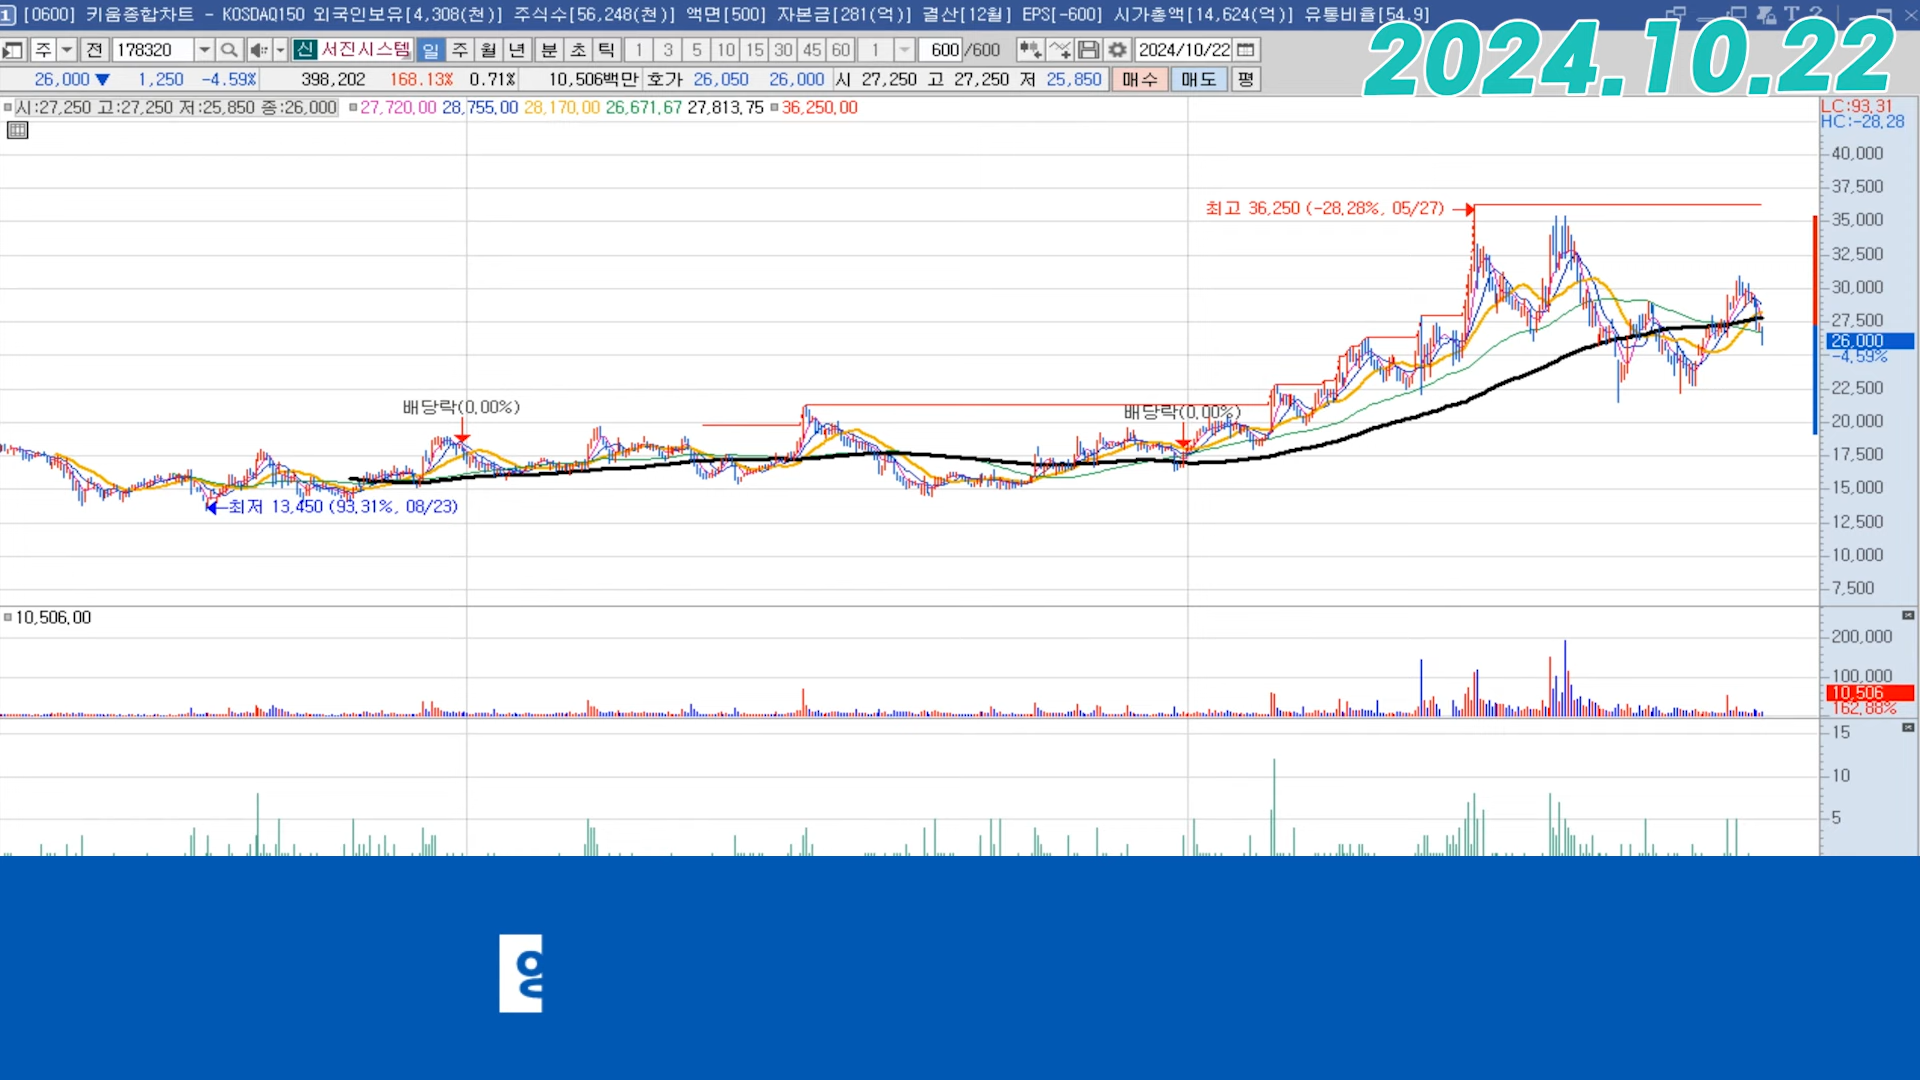 [0600] 키움종합차트 - KOSDAQ150 외국인보유[4,308(천)] 주식수[56,248(천)] 액면[500] 자본금[281(억)] 결산[12월] EPS[-600] 시가총액[14,624(억)] 유통비율[54.9]
2024.10.22
주 전 178320 신 서진시스템 일 주 월 년 분 초 틱 1 3 5 10 15 30 45 60 1 600 /600 2024/10/22
26,000 ▼ 1,250 -4.59% 398,202 168.13% 0.71% 10,506백만 호가 26,050 26,000 시 27,250 고 27,250 저 25,850 매수 매도 평
시:27,250 고:27,250 저:25,850 종:26,000 27,720.00 28,755.00 28,170.00 26,671.67 27,813.75 36,250.00
LC:93.31
HC:-28.28
40,000
37,500
최고 36,250 (-28.28%, 05/27)
35,000
32,500
30,000
27,500
26,000
-4.59%
22,500
배당락(0.00%)
배당락(0.00%)
20,000
17,500
15,000
최저 13,450 (93.31%, 08/23)
12,500
10,000
7,500
10,506.00
200,000
100,000
10,506
162.88%
15
10
5